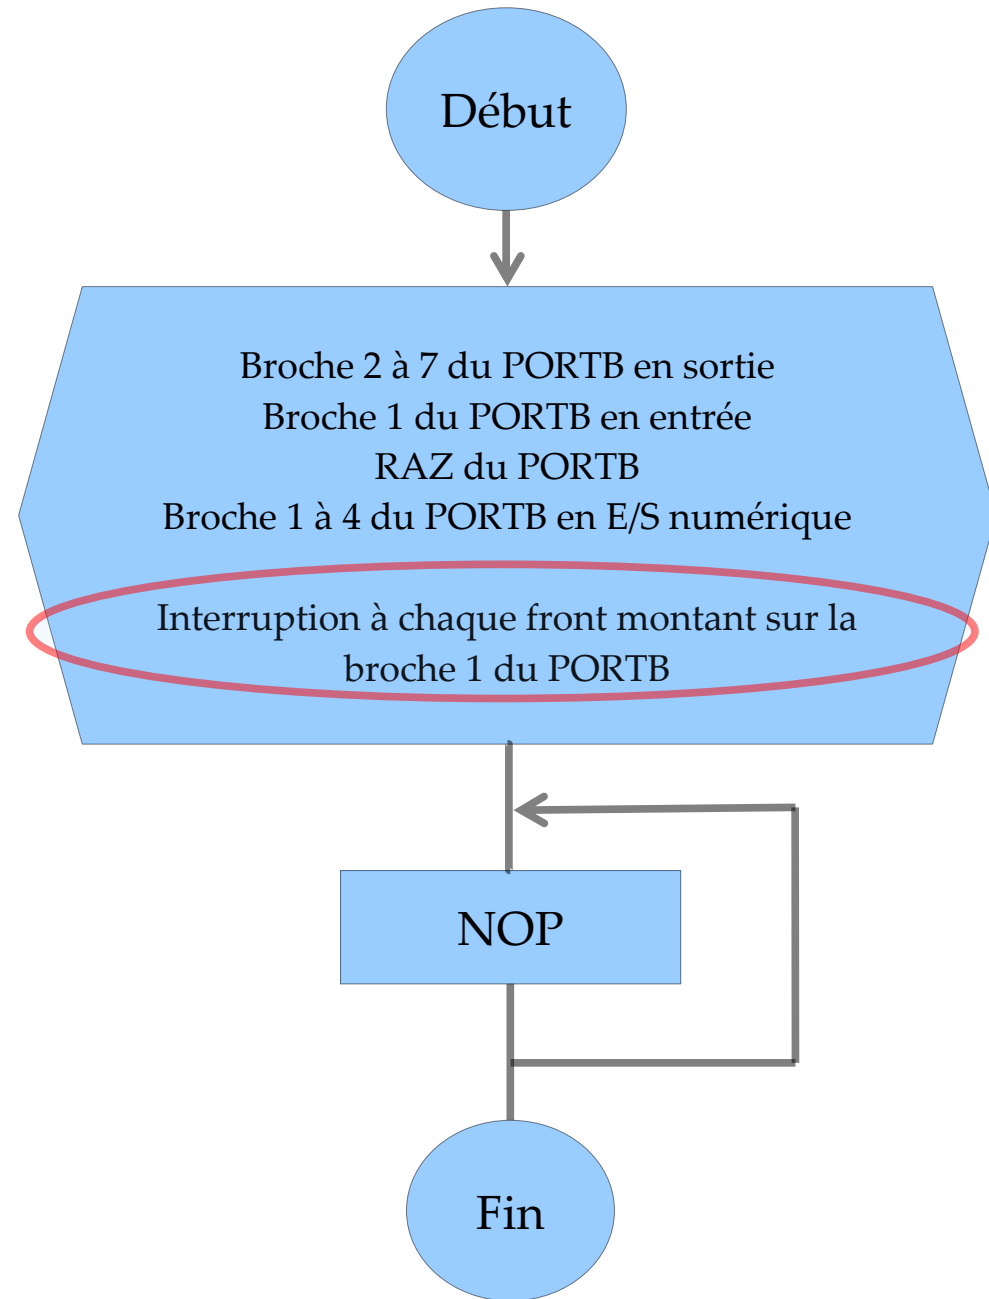 Début
Broche 2 à 7 du PORTB en sortie
Broche 1 du PORTB en entrée
RAZ du PORTB
Broche 1 à 4 du PORTB en E/S numérique
Interruption à chaque front montant sur la
broche 1 du PORTB
NOP
Fin